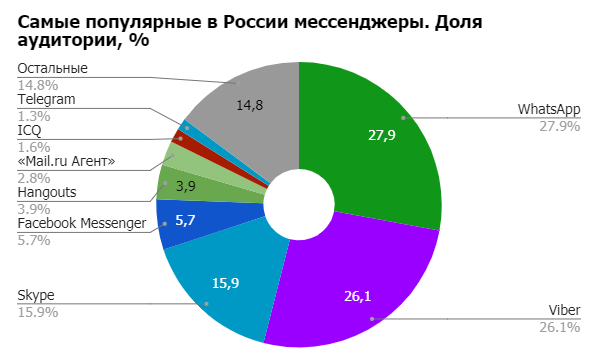 Самые популярные в России мессенджеры. Доля
аудитории, %
Остальные
14.8%
Telegram
1.3%
ICQ
1.6%
«Mail.ru Агент»
2.8%
Hangouts
3.9%
Facebook Messenger
5.7%
Skype
15.9%
14,8
3,9
5,7
15,9
27,9
26,1
WhatsApp
27.9%
Viber
26.1%